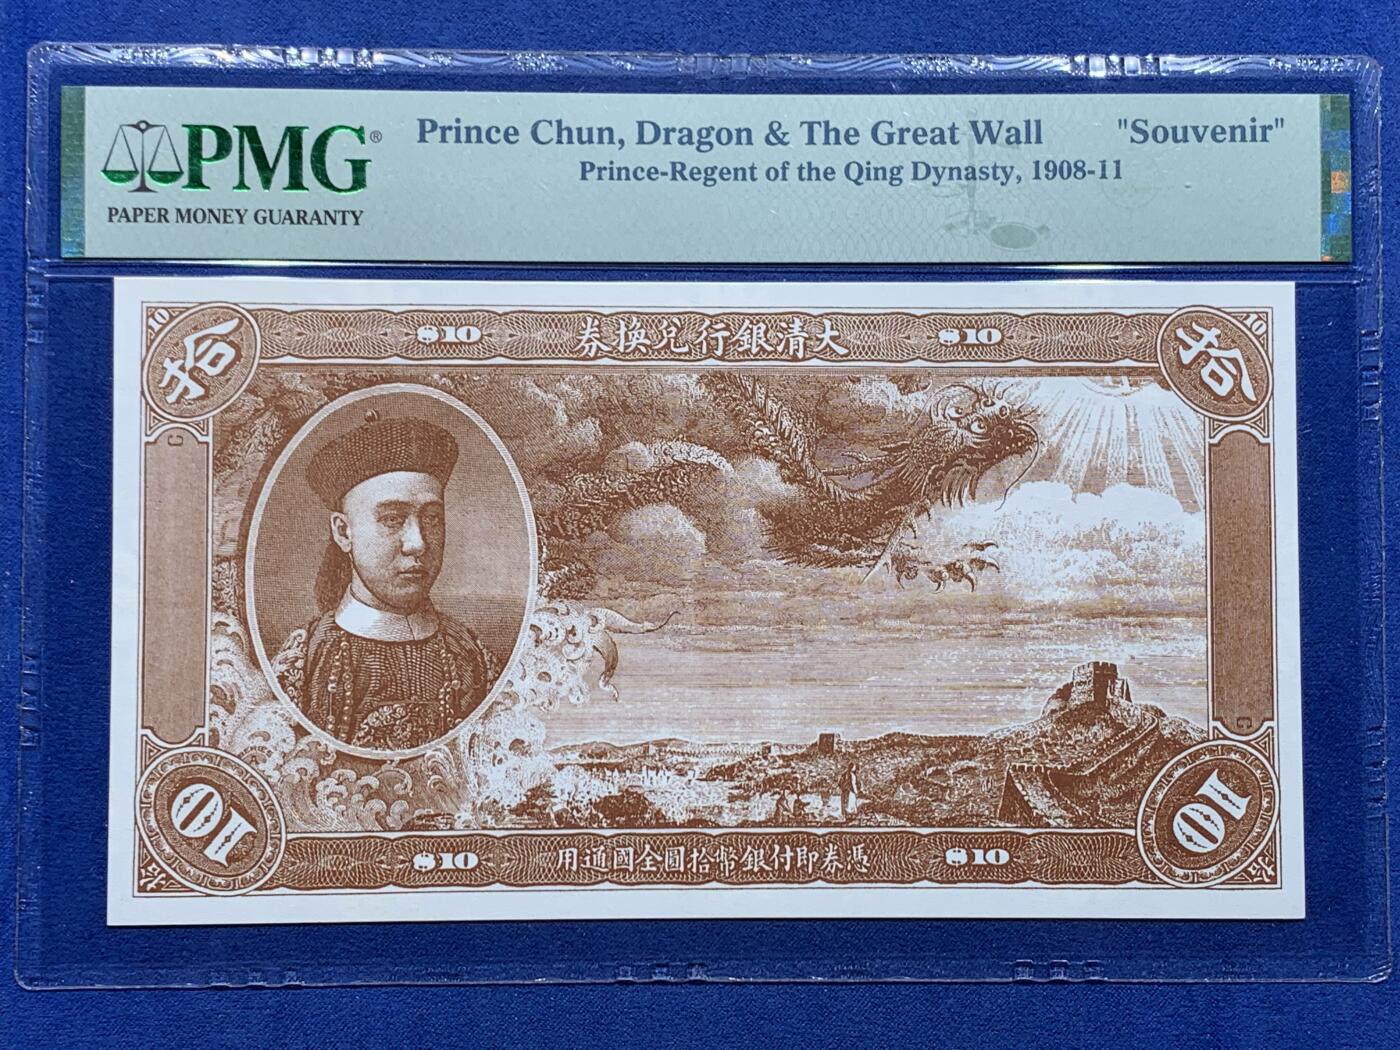 PMG®
PAPER MONEY GUARANTY
Prince Chun, Dragon & The Great Wall "Souvenir"
Prince-Regent of the Qing Dynasty, 1908-11
10
拾
$10
券換兌行銀清大
$10
拾
10
G
G
10
$10
用通國全圓拾幣銀付即券憑
$10
10